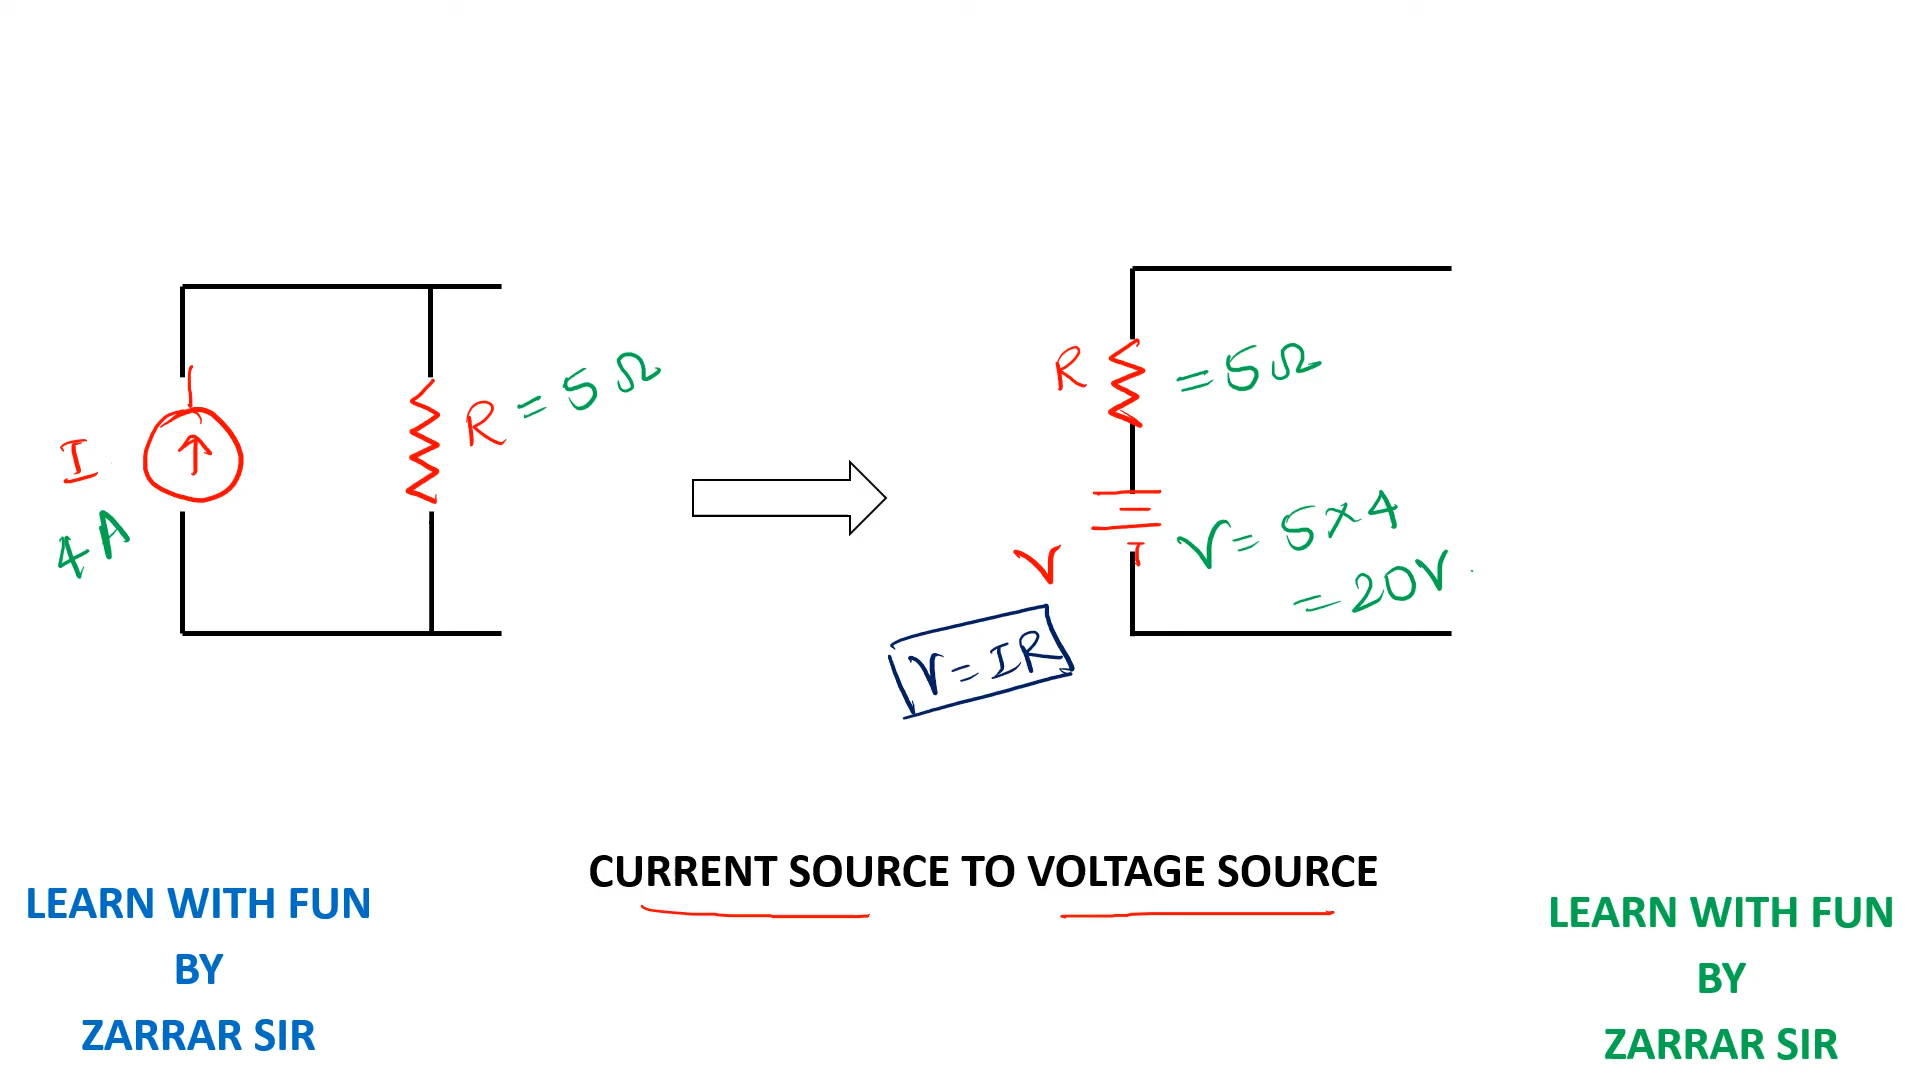 I
4A
R = 5 Ω
R = 5Ω
V
V = 5 × 4
= 20V
V = IR
CURRENT SOURCE TO VOLTAGE SOURCE
LEARN WITH FUN
BY
ZARRAR SIR
LEARN WITH FUN
BY
ZARRAR SIR